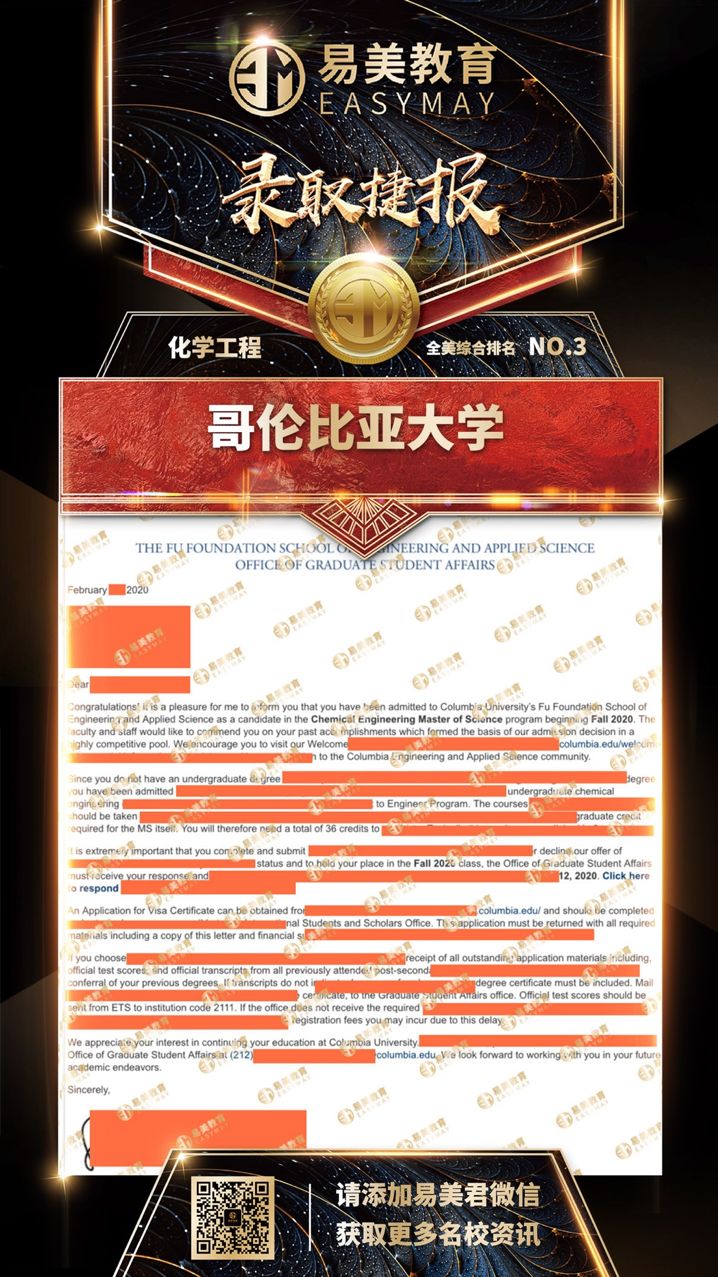 易美教育
EASYMAY
录取捷报
化学工程
全美综合排名 NO.3
哥伦比亚大学
THE FU FOUNDATION SCHOOL OF ENGINEERING AND APPLIED SCIENCE
OFFICE OF GRADUATE STUDENT AFFAIRS
February 2020
Dear
Congratulations! It is a pleasure for me to inform you that you have been admitted to Columbia University's Fu Foundation School of
Engineering and Applied Science as a candidate in the Chemical Engineering Master of Science program beginning Fall 2020. The
faculty and staff would like to commend you on your past accomplishments which formed the basis of our admission decision in a
highly competitive pool. We encourage you to visit our Welcome columbia.edu/welcome
to the Columbia Engineering and Applied Science community.
Since you do not have an undergraduate degree degree
you have been admitted undergraduate chemical
engineering to Engineer Program. The courses
should be taken graduate credit
required for the MS itself. You will therefore need a total of 36 credits to
It is extremely important that you complete and submit or decline our offer of
status and to hold your place in the Fall 2020 class, the Office of Graduate Student Affairs
must receive your response and 12, 2020. Click here
to respond
An Application for Visa Certificate can be obtained from columbia.edu/ and should be completed
Students and Scholars Office. This application must be returned with all required
materials including a copy of this letter and financial
If you choose receipt of all outstanding application materials including,
official test scores, and official transcripts from all previously attended
conferral of your previous degrees. If transcripts do not degree certificate must be included. Mail
certificate, to the Graduate Student Affairs office. Official test scores should be
sent from ETS to institution code 2111. If the office does not receive the required
registration fees you may incur due to this delay.
We appreciate your interest in continuing your education at Columbia University.
Office of Graduate Student Affairs at (212) columbia.edu. We look forward to working with you in your future
academic endeavors.
Sincerely,
请添加易美君微信
获取更多名校资讯